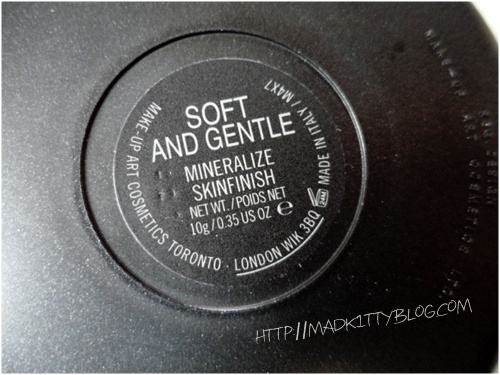 SOFT
AND GENTLE
MINERALIZE
SKINFINISH
NET WT. / POIDS NET
10g / 0.35 US OZ ℮
MAKE-UP ART COSMETICS TORONTO · LONDON W1K 3BQ
MADE IN ITALY / M4X7
HTTP://MADKITTYBLOG.COM